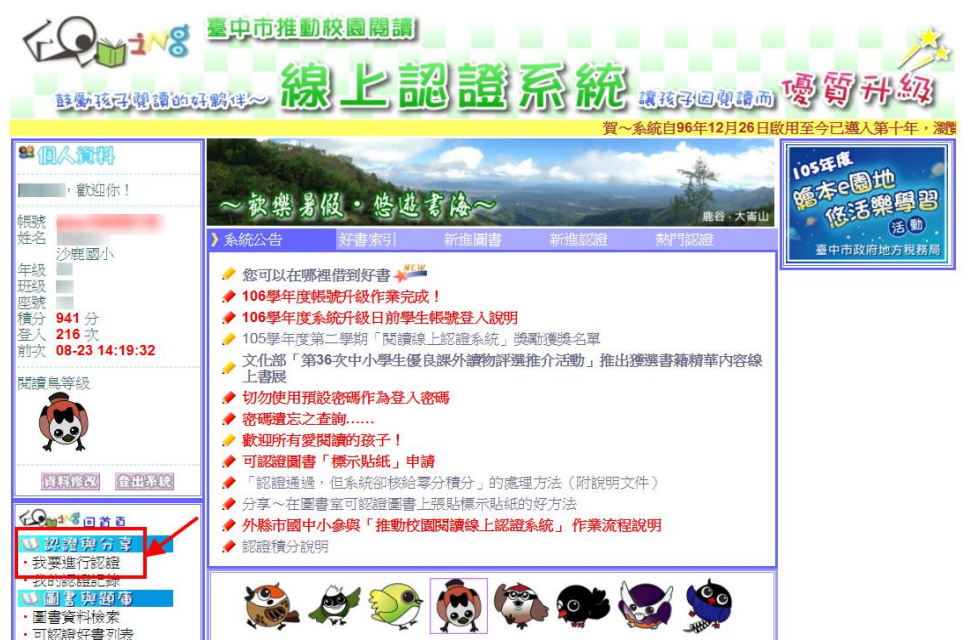 臺中市推動校園閱讀
線上認證系統
鼓勵孩子閱讀的好夥伴~
讓孩子因閱讀而
優質升級
賀～系統自96年12月26日啟用至今已邁入第十年，瀏覽
個人資料
，歡迎你！
帳號
姓名
沙鹿國小
年級
班級
座號
積分 941 分
登入 216 次
前次 08-23 14:19:32
閱讀鳥等級
資料修改 登出系統
回首頁
認證與分享
・我要進行認證
・我的認證記錄
圖書與題庫
・圖書資料檢索
・可認證好書列表
～歡樂暑假・悠遊書海～
鹿谷・大崙山
》系統公告 好書索引 新進圖書 新進認證 熱門認證
您可以在哪裡借到好書 NEW
106學年度帳號升級作業完成！
106學年度系統升級日前學生帳號登入說明
105學年度第二學期「閱讀線上認證系統」獎勵獲獎名單
文化部「第36次中小學生優良課外讀物評選推介活動」推出獲選書籍精華內容線
上書展
切勿使用預設密碼作為登入密碼
密碼遺忘之查詢......
歡迎所有愛閱讀的孩子！
可認證圖書「標示貼紙」申請
「認證通過，但系統卻核給零分積分」的處理方法（附說明文件）
分享～在圖書室可認證圖書上張貼標示貼紙的好方法
外縣市國中小參與「推動校園閱讀線上認證系統」 作業流程說明
認證積分說明
105年度
繪本e園地
悠活樂學習
活動
臺中市政府地方稅務局